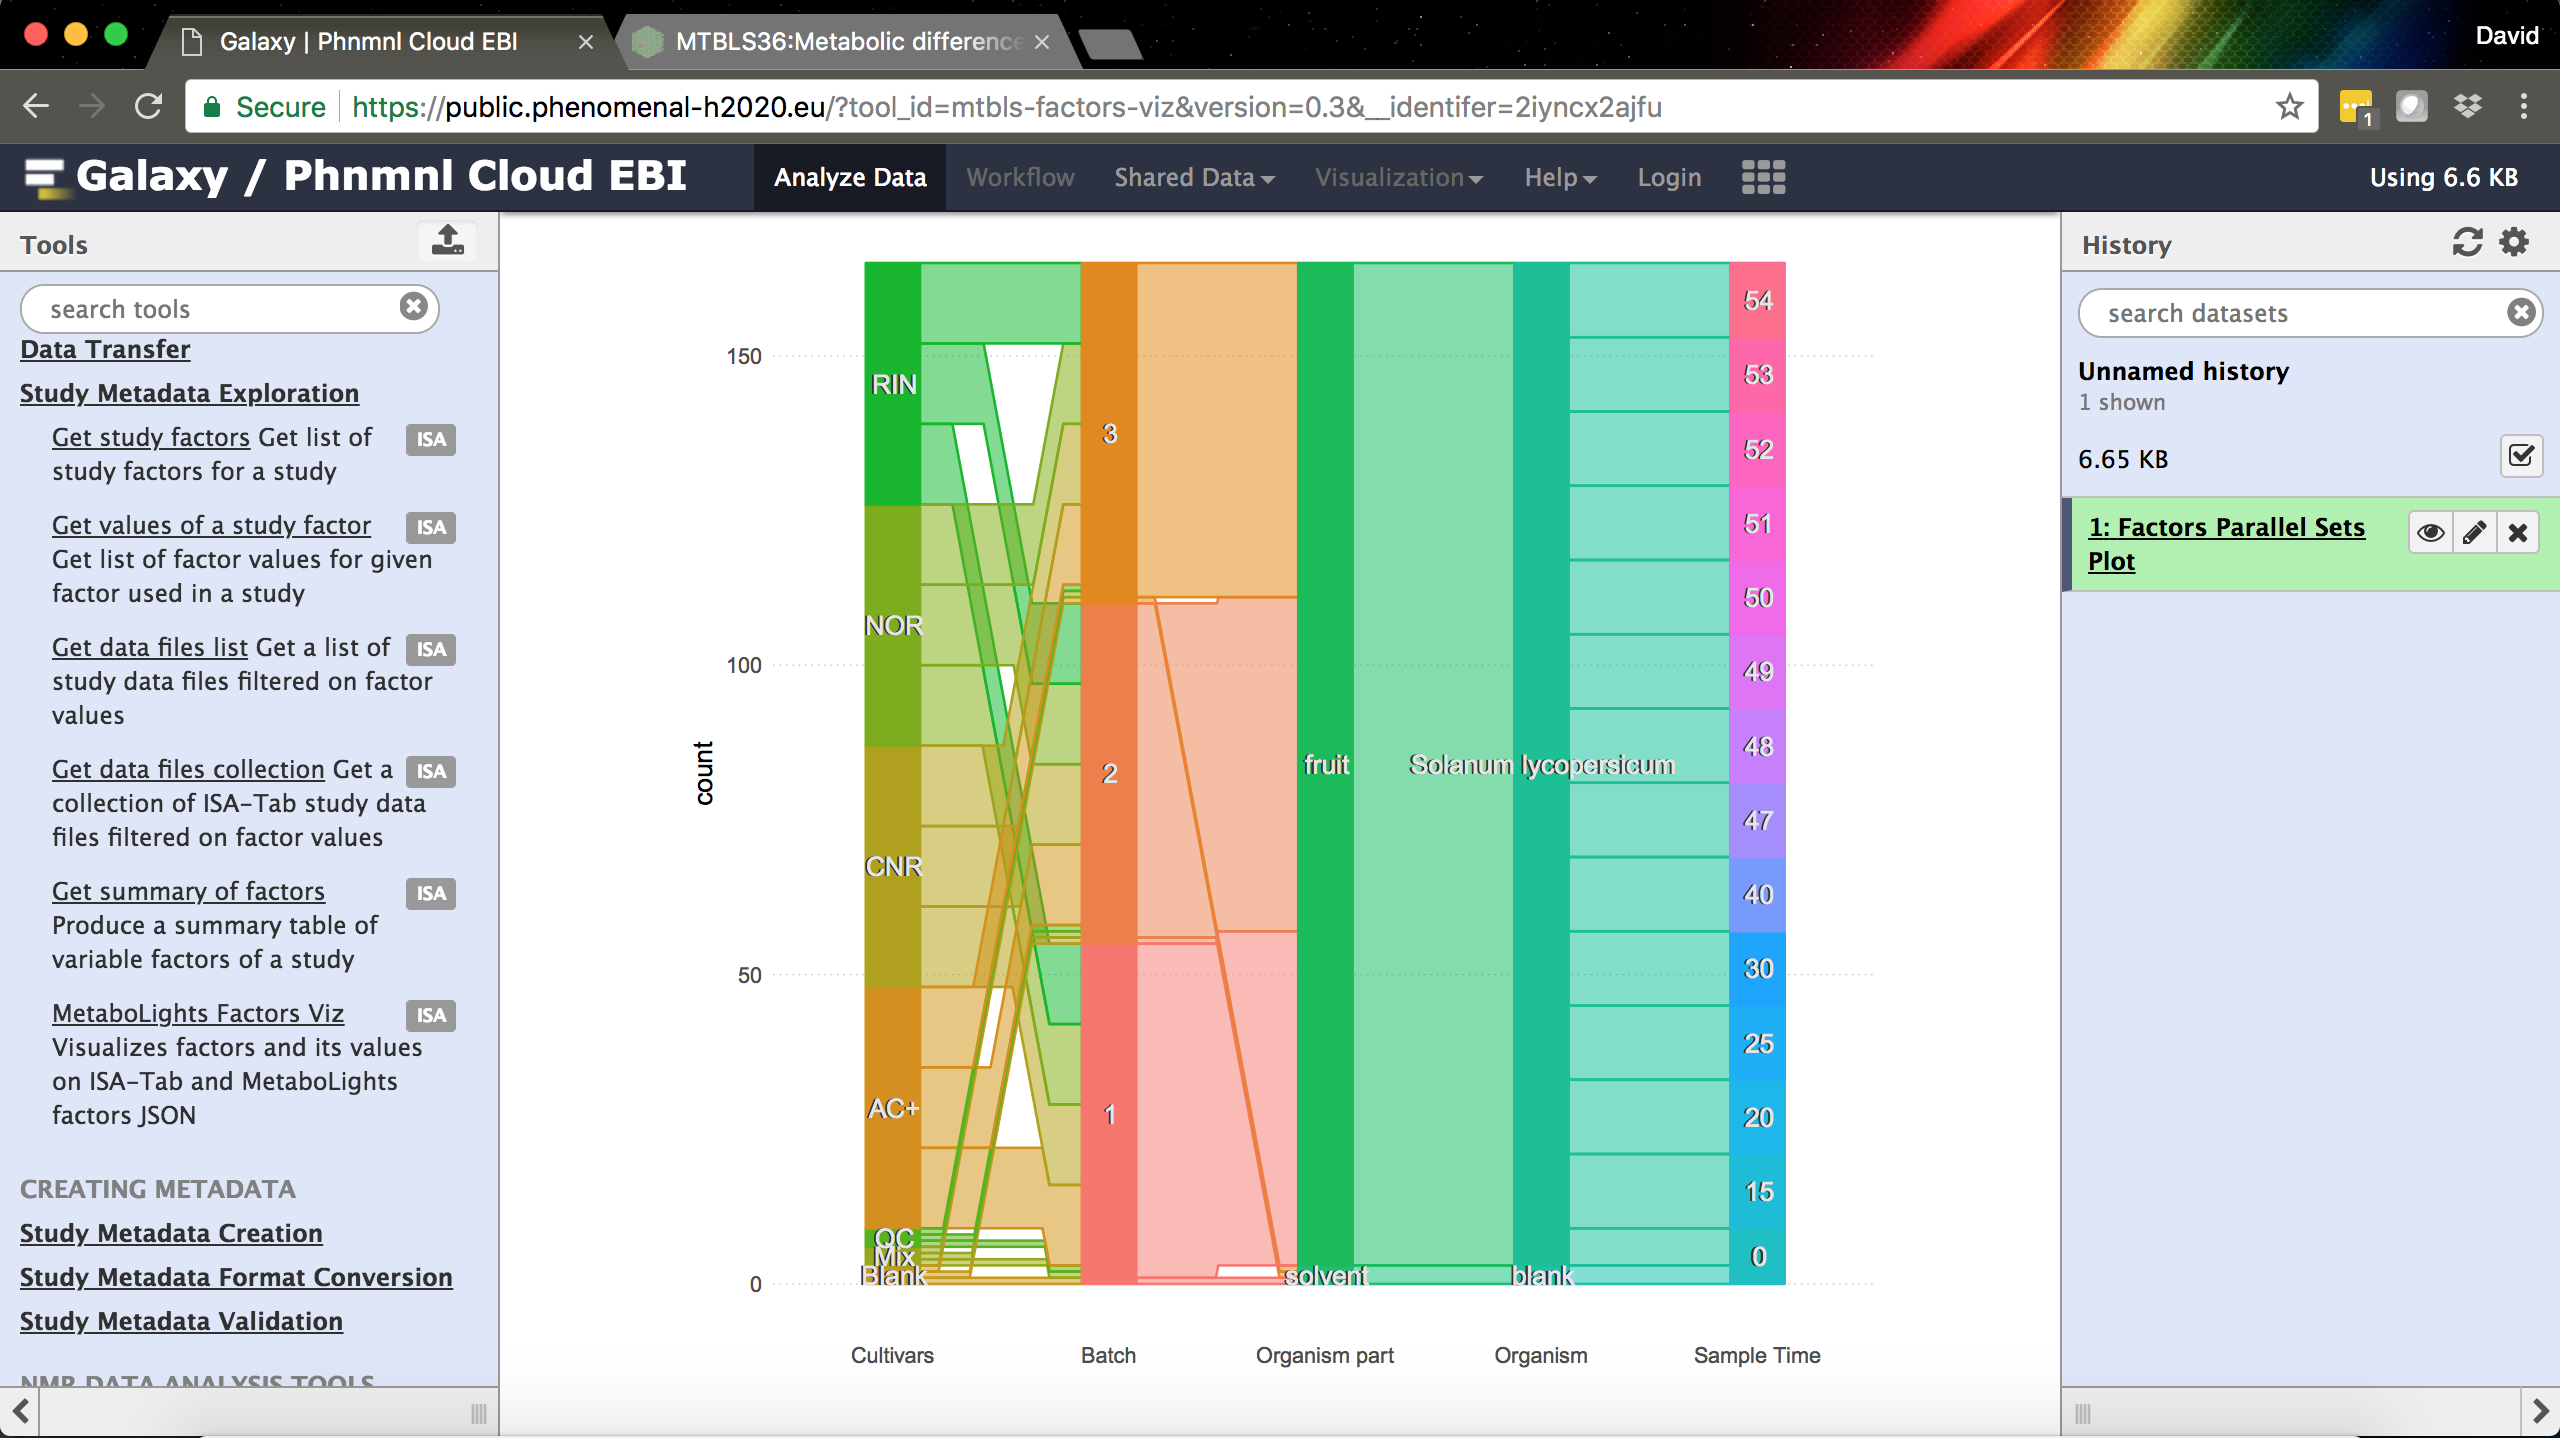 Galaxy | Phnmnl Cloud EBI
MTBLS36:Metabolic difference
David
Secure
https://public.phenomenal-h2020.eu/?tool_id=mtbls-factors-viz&version=0.3&__identifer=2iyncx2ajfu
1
Galaxy / Phnmnl Cloud EBI
Analyze Data
Workflow
Shared Data
Visualization
Help
Login
Using 6.6 KB
Tools
search tools
Data Transfer
Study Metadata Exploration
Get study factors Get list of ISA
study factors for a study
Get values of a study factor ISA
Get list of factor values for given
factor used in a study
Get data files list Get a list of ISA
study data files filtered on factor
values
Get data files collection Get a ISA
collection of ISA-Tab study data
files filtered on factor values
Get summary of factors ISA
Produce a summary table of
variable factors of a study
MetaboLights Factors Viz ISA
Visualizes factors and its values
on ISA-Tab and MetaboLights
factors JSON
CREATING METADATA
Study Metadata Creation
Study Metadata Format Conversion
Study Metadata Validation
NMR DATA ANALYSIS TOOLS
count
150
100
50
0
RIN
NOR
CNR
AC+
QC
Mix
Blank
3
2
1
fruit
solvent
Solanum lycopersicum
blank
54
53
52
51
50
49
48
47
40
30
25
20
15
0
Cultivars
Batch
Organism part
Organism
Sample Time
History
search datasets
Unnamed history
1 shown
6.65 KB
1: Factors Parallel Sets
Plot